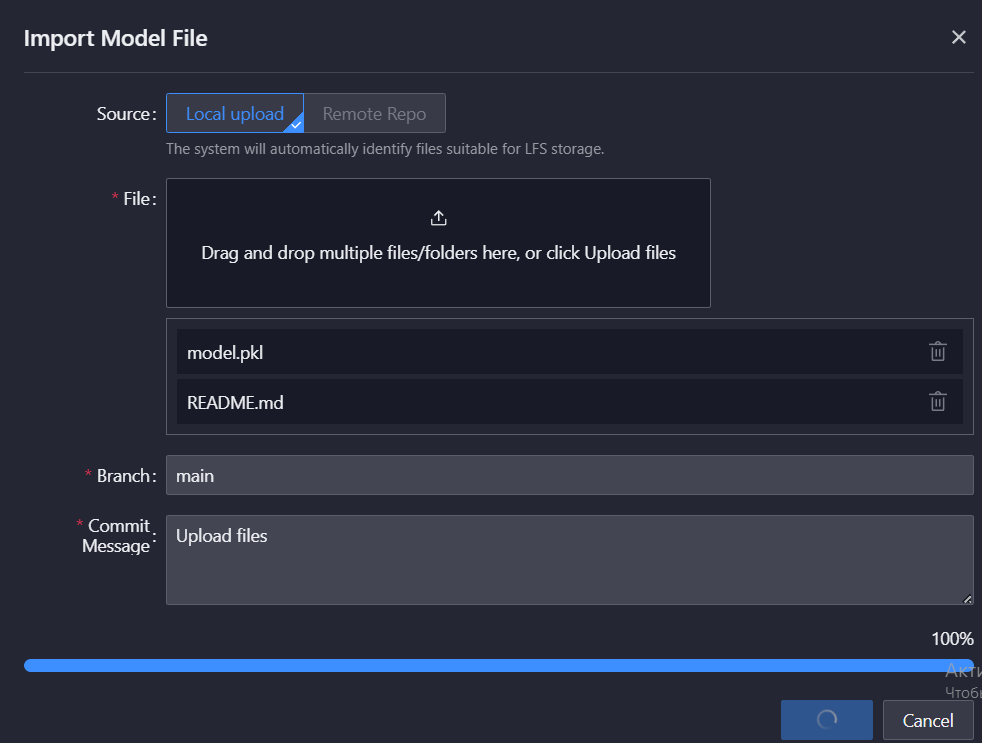 Import Model File
Source:
Local upload
Remote Repo
The system will automatically identify files suitable for LFS storage.
* File:
Drag and drop multiple files/folders here, or click Upload files
model.pkl
README.md
* Branch:
main
* Commit
Message:
Upload files
100%
Акти
Чтобы
Cancel